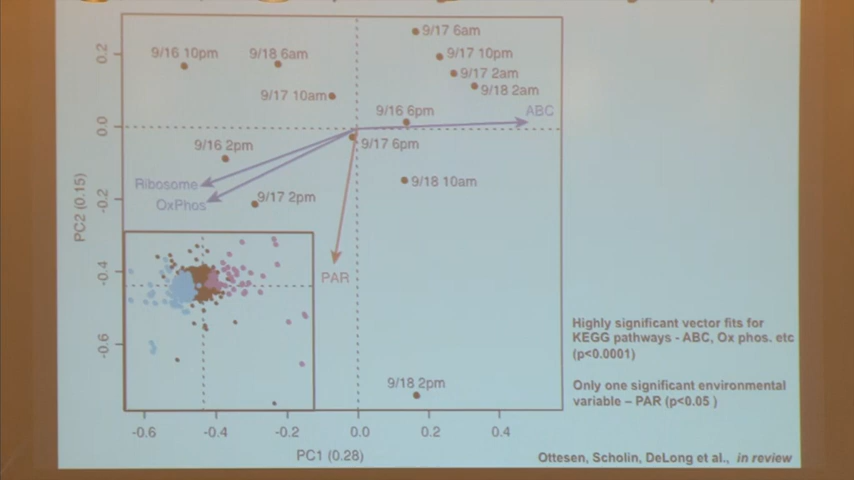 9/17 6am
0.2
9/16 10pm
9/18 6am
9/17 10pm
9/17 2am
9/17 10am
9/18 2am
9/16 6pm
ABC
0.0
9/16 2pm
9/17 6pm
Ribosome
9/18 10am
OxPhos
9/17 2pm
-0.2
PC2 (0.15)
-0.4
PAR
-0.6
Highly significant vector fits for
KEGG pathways - ABC, Ox phos. etc
(p<0.0001)
Only one significant environmental
variable – PAR (p<0.05 )
9/18 2pm
-0.6 -0.4 -0.2 0.0 0.2 0.4
PC1 (0.28)
Ottesen, Scholin, DeLong et al., in review